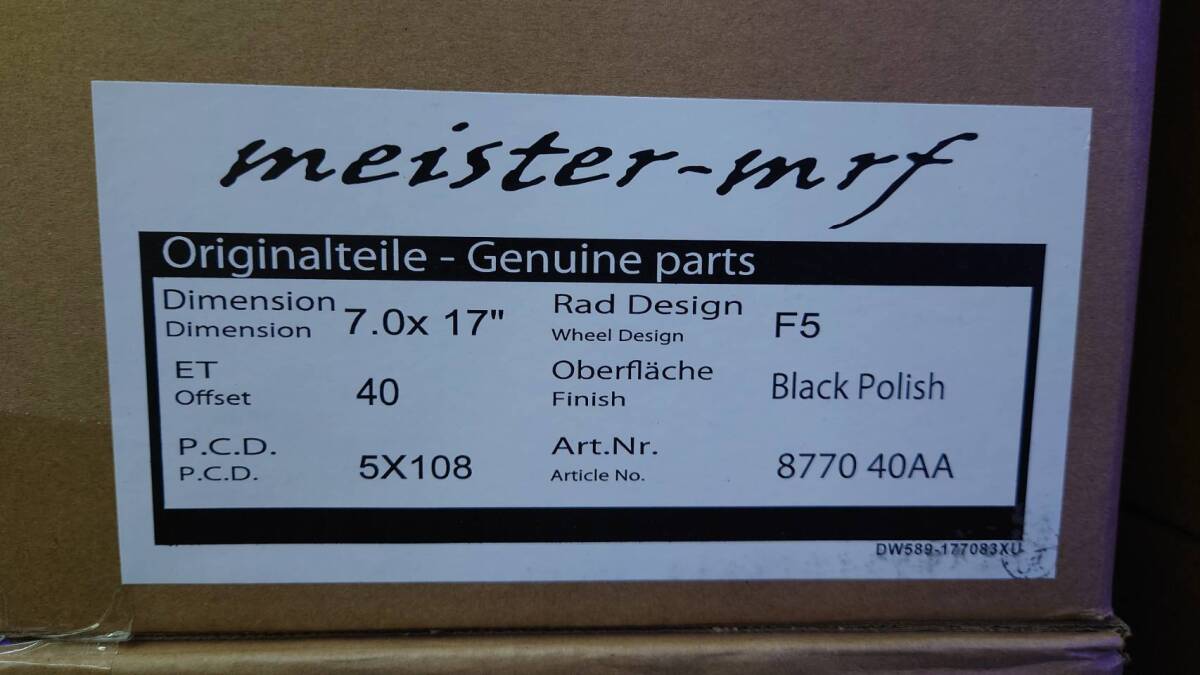 meister-mrf
Originalteile - Genuine parts
Dimension
Dimension
7.0x 17"
Rad Design
Wheel Design
F5
ET
Offset
40
Oberfläche
Finish
Black Polish
P.C.D.
P.C.D.
5X108
Art.Nr.
Article No.
8770 40AA
DW589-177083XU